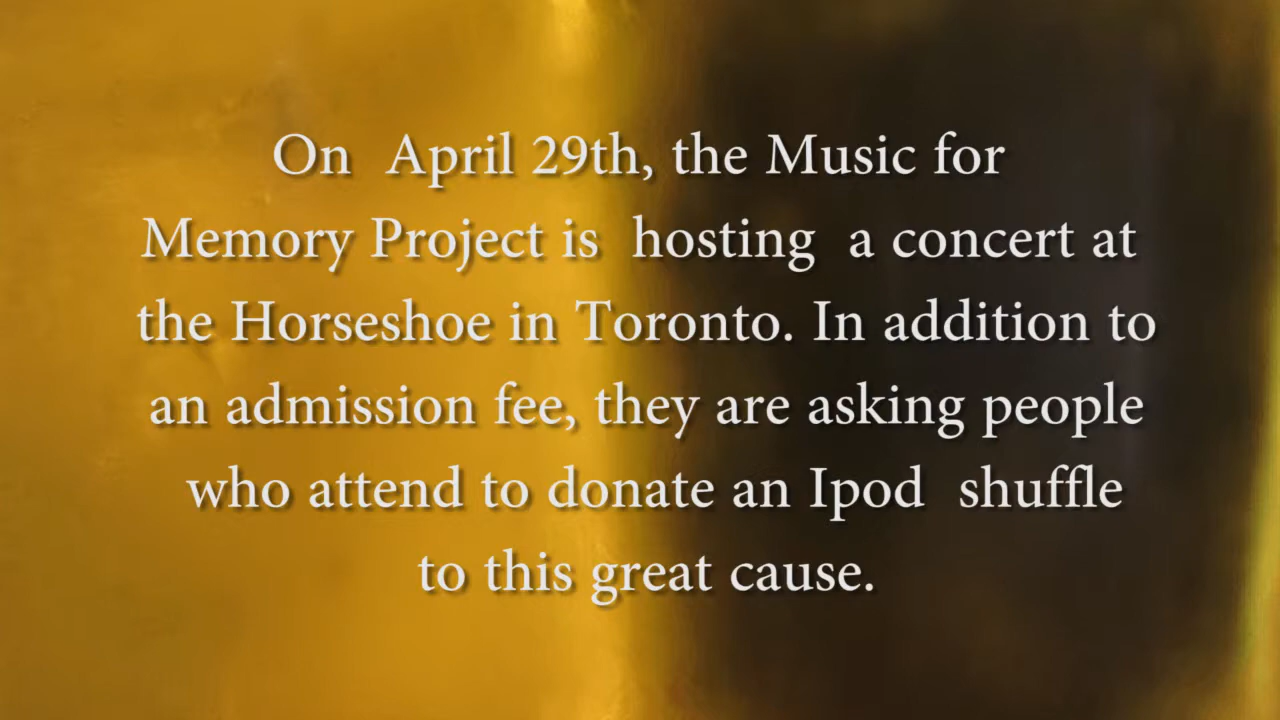 On April 29th, the Music for
Memory Project is hosting a concert at
the Horseshoe in Toronto. In addition to
an admission fee, they are asking people
who attend to donate an Ipod shuffle
to this great cause.